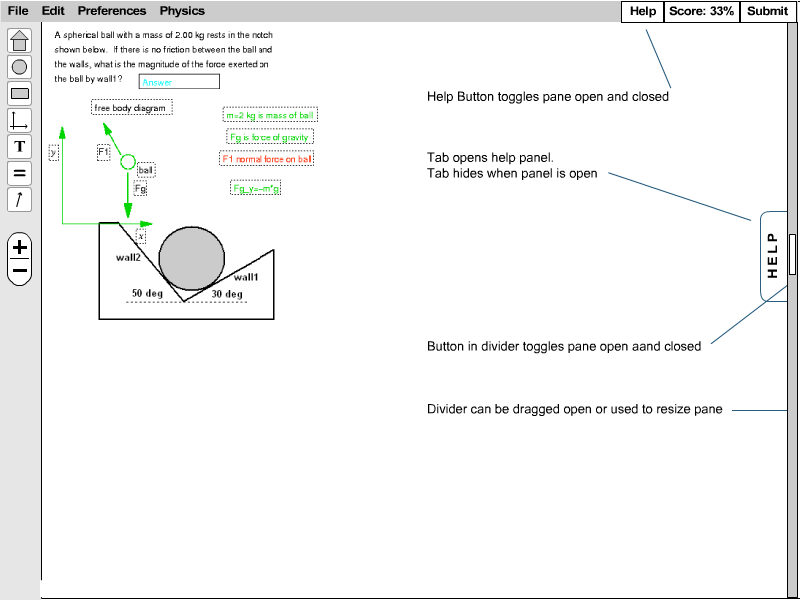 File Edit Preferences Physics Help Score: 33% Submit
A spherical ball with a mass of 2.00 kg rests in the notch
shown below. If there is no friction between the ball and
the walls, what is the magnitude of the force exerted on
the ball by wall1? Answer
free body diagram
m=2 kg is mass of ball
Fg is force of gravity
F1 normal force on ball
Fg_y=-m*g
y
F1
ball
Fg
x
wall2
wall1
50 deg
30 deg
T
=
+
−
Help Button toggles pane open and closed
Tab opens help panel.
Tab hides when panel is open
HELP
Button in divider toggles pane open aand closed
Divider can be dragged open or used to resize pane